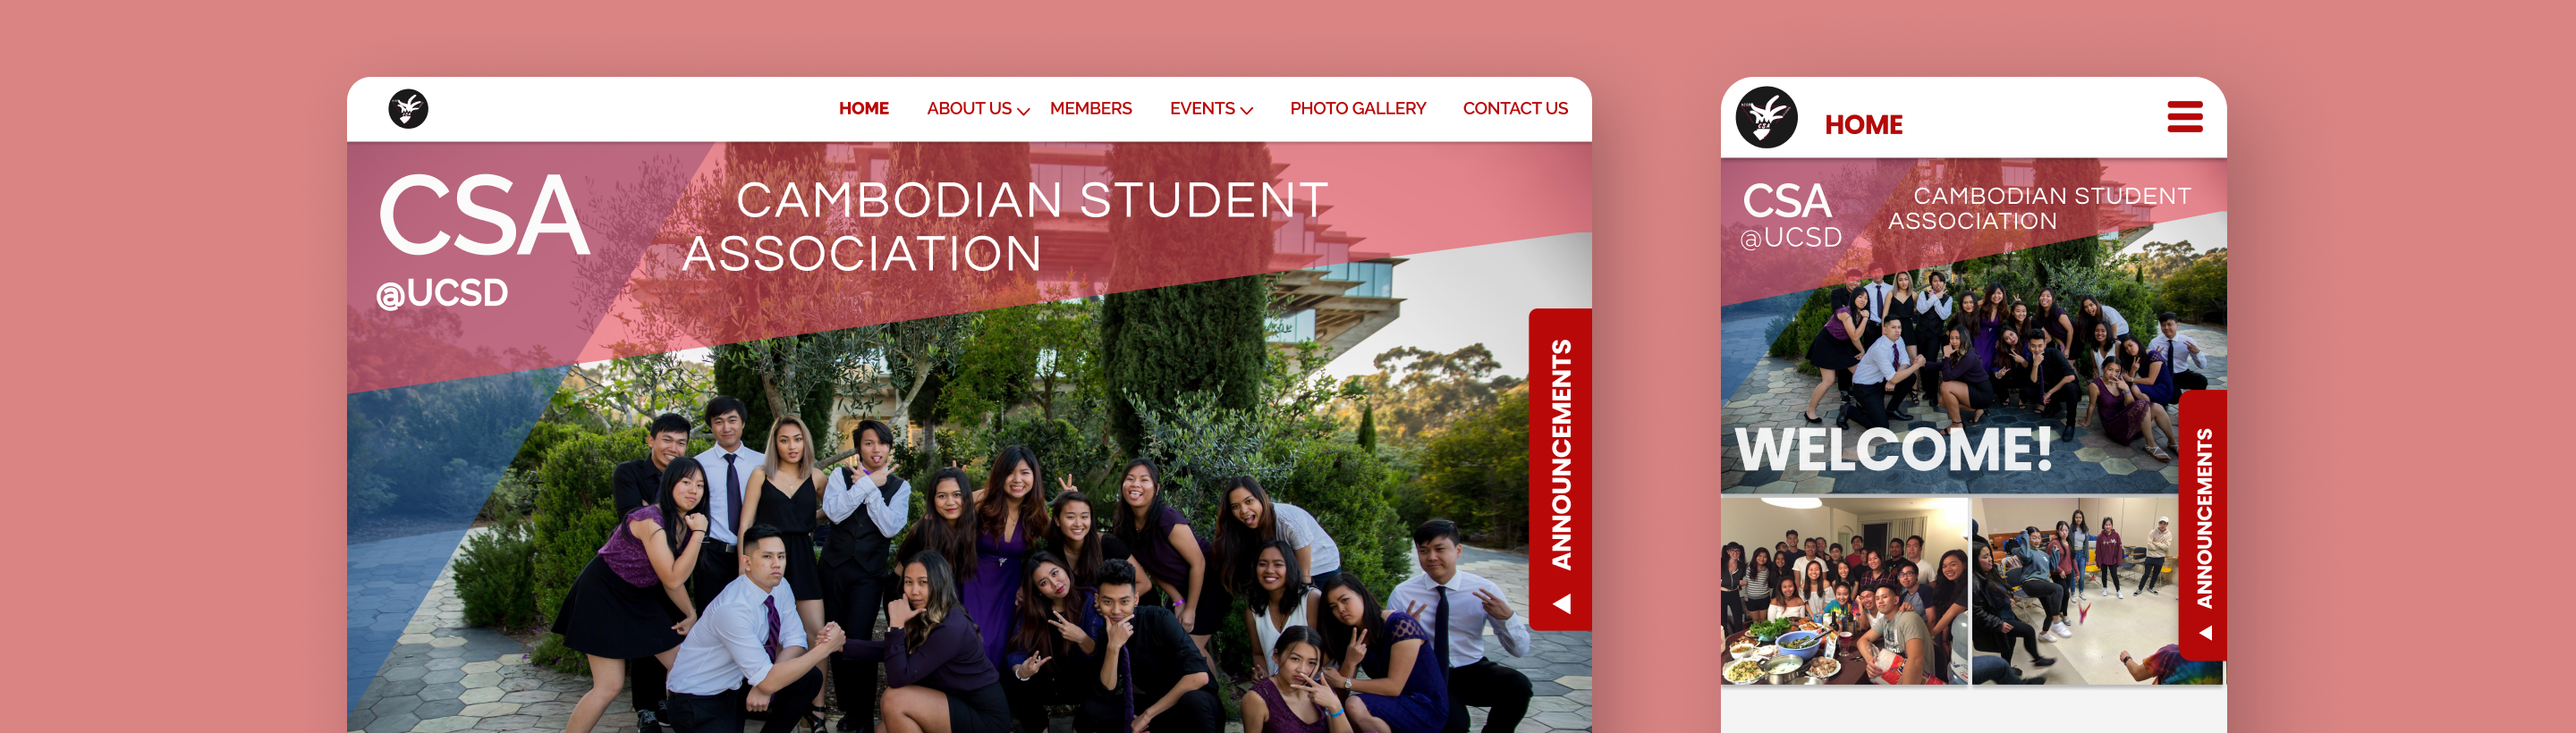 HOME
ABOUT US
MEMBERS
EVENTS
PHOTO GALLERY
CONTACT US
CSA
@UCSD
CAMBODIAN STUDENT
ASSOCIATION
ANNOUNCEMENTS
HOME
CSA
@UCSD
CAMBODIAN STUDENT
ASSOCIATION
WELCOME!
ANNOUNCEMENTS